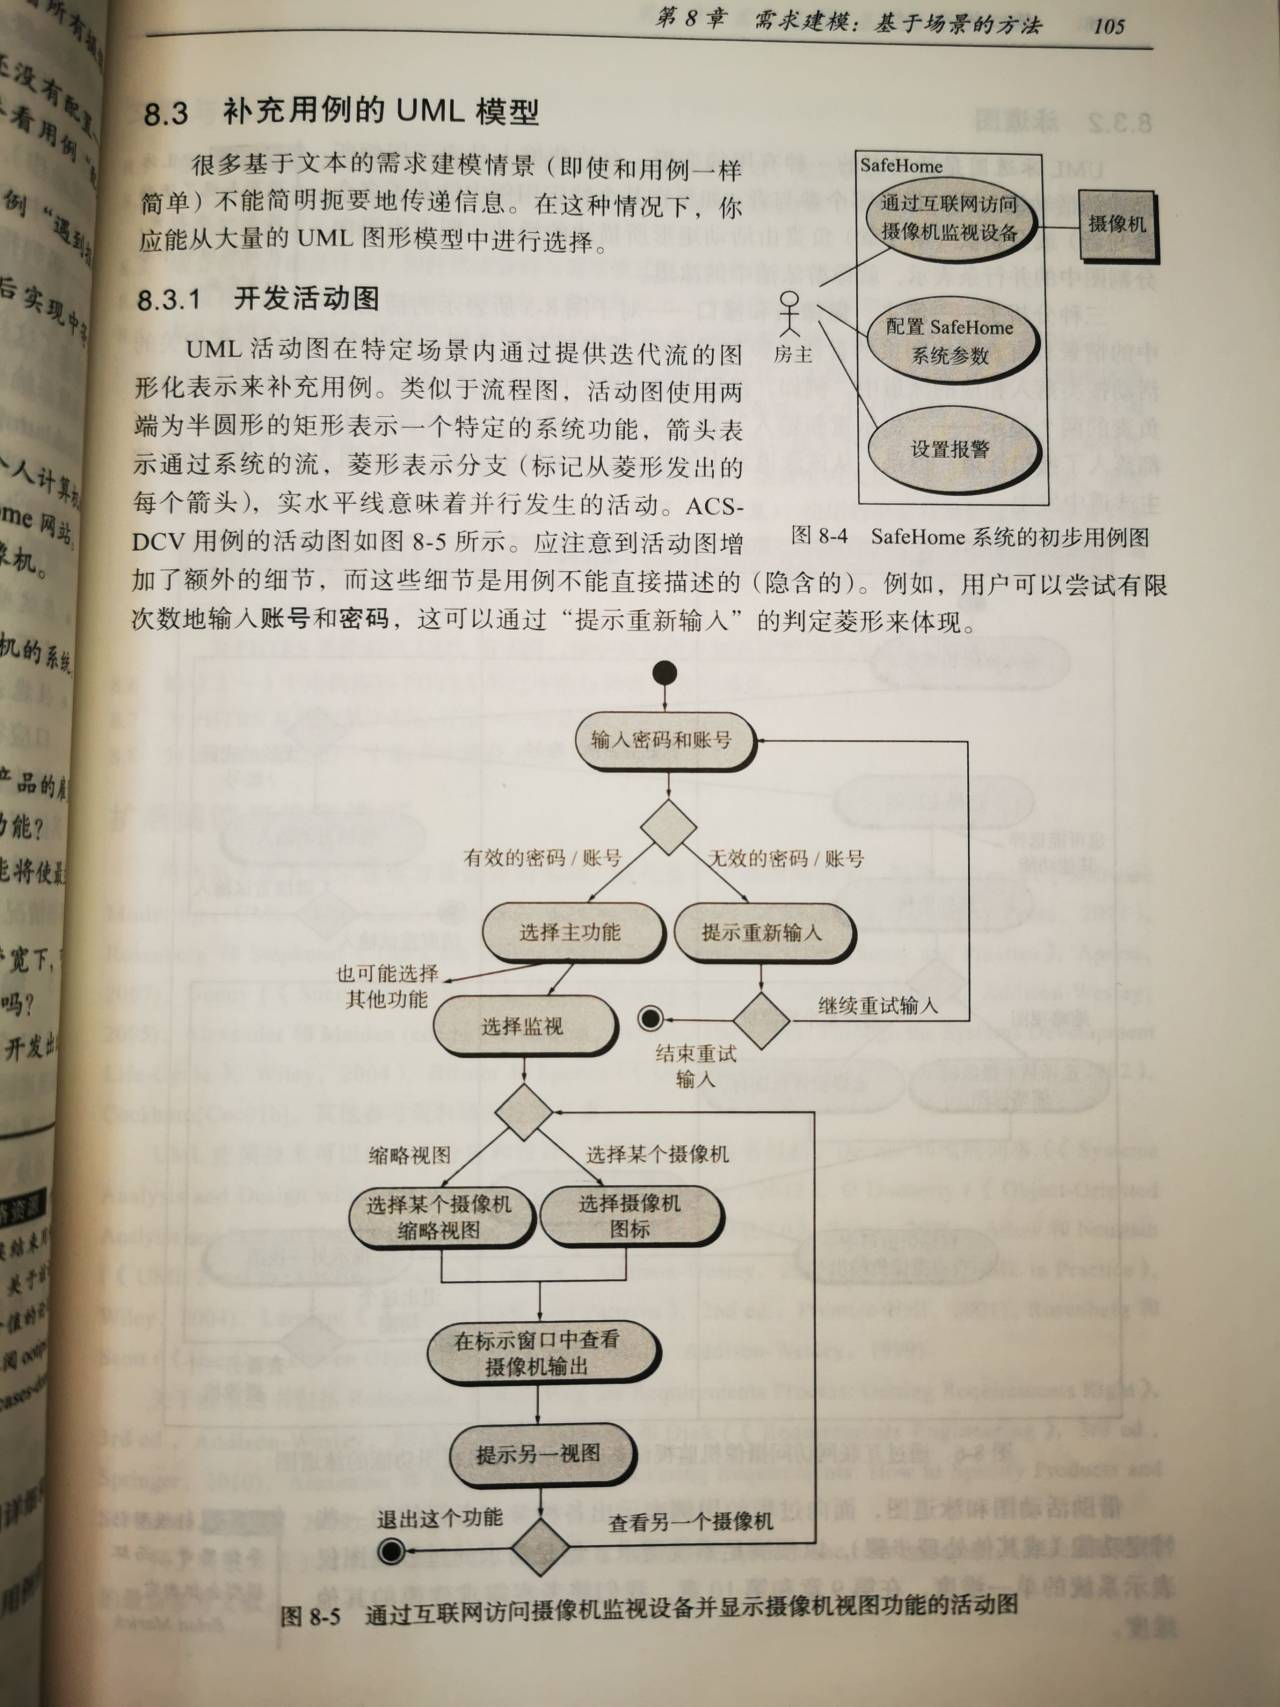 第 8 章 需求建模：基于场景的方法 105
8.3 补充用例的 UML 模型
很多基于文本的需求建模情景（即使和用例一样
简单）不能简明扼要地传递信息。在这种情况下，你
应能从大量的 UML 图形模型中进行选择。
8.3.1 开发活动图
UML 活动图在特定场景内通过提供迭代流的图
形化表示来补充用例。类似于流程图，活动图使用两
端为半圆形的矩形表示一个特定的系统功能，箭头表
示通过系统的流，菱形表示分支（标记从菱形发出的
每个箭头），实水平线意味着并行发生的活动。ACS-
DCV 用例的活动图如图 8-5 所示。应注意到活动图增
加了额外的细节，而这些细节是用例不能直接描述的（隐含的）。例如，用户可以尝试有限
次数地输入账号和密码，这可以通过“提示重新输入”的判定菱形来体现。
SafeHome
通过互联网访问
摄像机监视设备
摄像机
房主
配置 SafeHome
系统参数
设置报警
图 8-4 SafeHome 系统的初步用例图
输入密码和账号
有效的密码 / 账号
无效的密码 / 账号
选择主功能
提示重新输入
也可能选择
其他功能
选择监视
继续重试输入
结束重试
输入
缩略视图
选择某个摄像机
选择某个摄像机
缩略视图
选择摄像机
图标
在标示窗口中查看
摄像机输出
提示另一视图
退出这个功能
查看另一个摄像机
图 8-5 通过互联网访问摄像机监视设备并显示摄像机视图功能的活动图